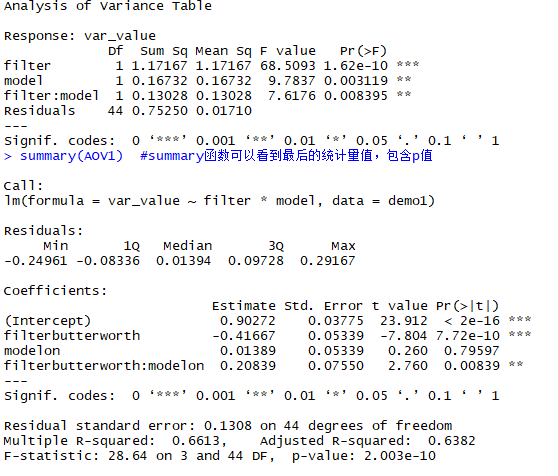 Analysis of Variance Table
Response: var_value
Df Sum Sq Mean Sq F value Pr(>F)
filter 1 1.17167 1.17167 68.5093 1.62e-10 ***
model 1 0.16732 0.16732 9.7837 0.003119 **
filter:model 1 0.13028 0.13028 7.6176 0.008395 **
Residuals 44 0.75250 0.01710
---
Signif. codes: 0 ‘***’ 0.001 ‘**’ 0.01 ‘*’ 0.05 ‘.’ 0.1 ‘ ’ 1
> summary(AOV1) #summary函数可以看到最后的统计量值，包含p值
Call:
lm(formula = var_value ~ filter * model, data = demo1)
Residuals:
Min 1Q Median 3Q Max
-0.24961 -0.08336 0.01394 0.09728 0.29167
Coefficients:
Estimate Std. Error t value Pr(>|t|)
(Intercept) 0.90272 0.03775 23.912 < 2e-16 ***
filterbutterworth -0.41667 0.05339 -7.804 7.72e-10 ***
modelon 0.01389 0.05339 0.260 0.79597
filterbutterworth:modelon 0.20839 0.07550 2.760 0.00839 **
---
Signif. codes: 0 ‘***’ 0.001 ‘**’ 0.01 ‘*’ 0.05 ‘.’ 0.1 ‘ ’ 1
Residual standard error: 0.1308 on 44 degrees of freedom
Multiple R-squared: 0.6613, Adjusted R-squared: 0.6382
F-statistic: 28.64 on 3 and 44 DF, p-value: 2.003e-10